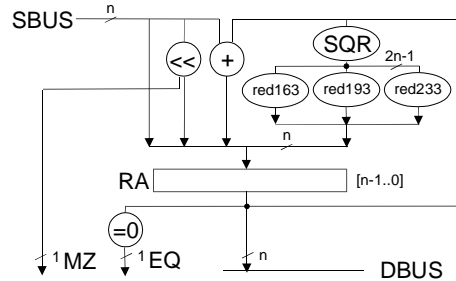 SBUS n
<< + SQR
2n-1
red163 red193 red233
n
RA [n-1..0]
=0
1 MZ 1 EQ n DBUS